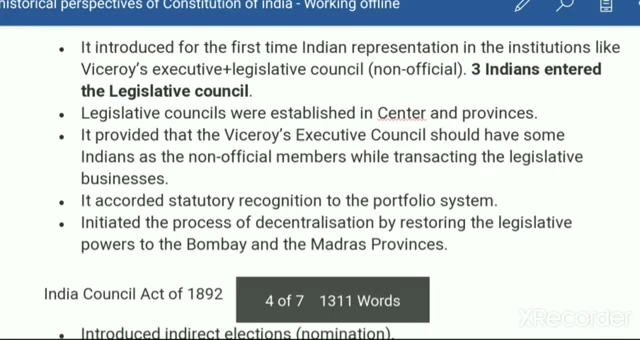 historical perspectives of Constitution of india - Working offline
• It introduced for the first time Indian representation in the institutions like
Viceroy's executive+legislative council (non-official). 3 Indians entered
the Legislative council.
• Legislative councils were established in Center and provinces.
• It provided that the Viceroy's Executive Council should have some
Indians as the non-official members while transacting the legislative
businesses.
• It accorded statutory recognition to the portfolio system.
• Initiated the process of decentralisation by restoring the legislative
powers to the Bombay and the Madras Provinces.
India Council Act of 1892
4 of 7 1311 Words
XRecorder
• Introduced indirect elections (nomination).